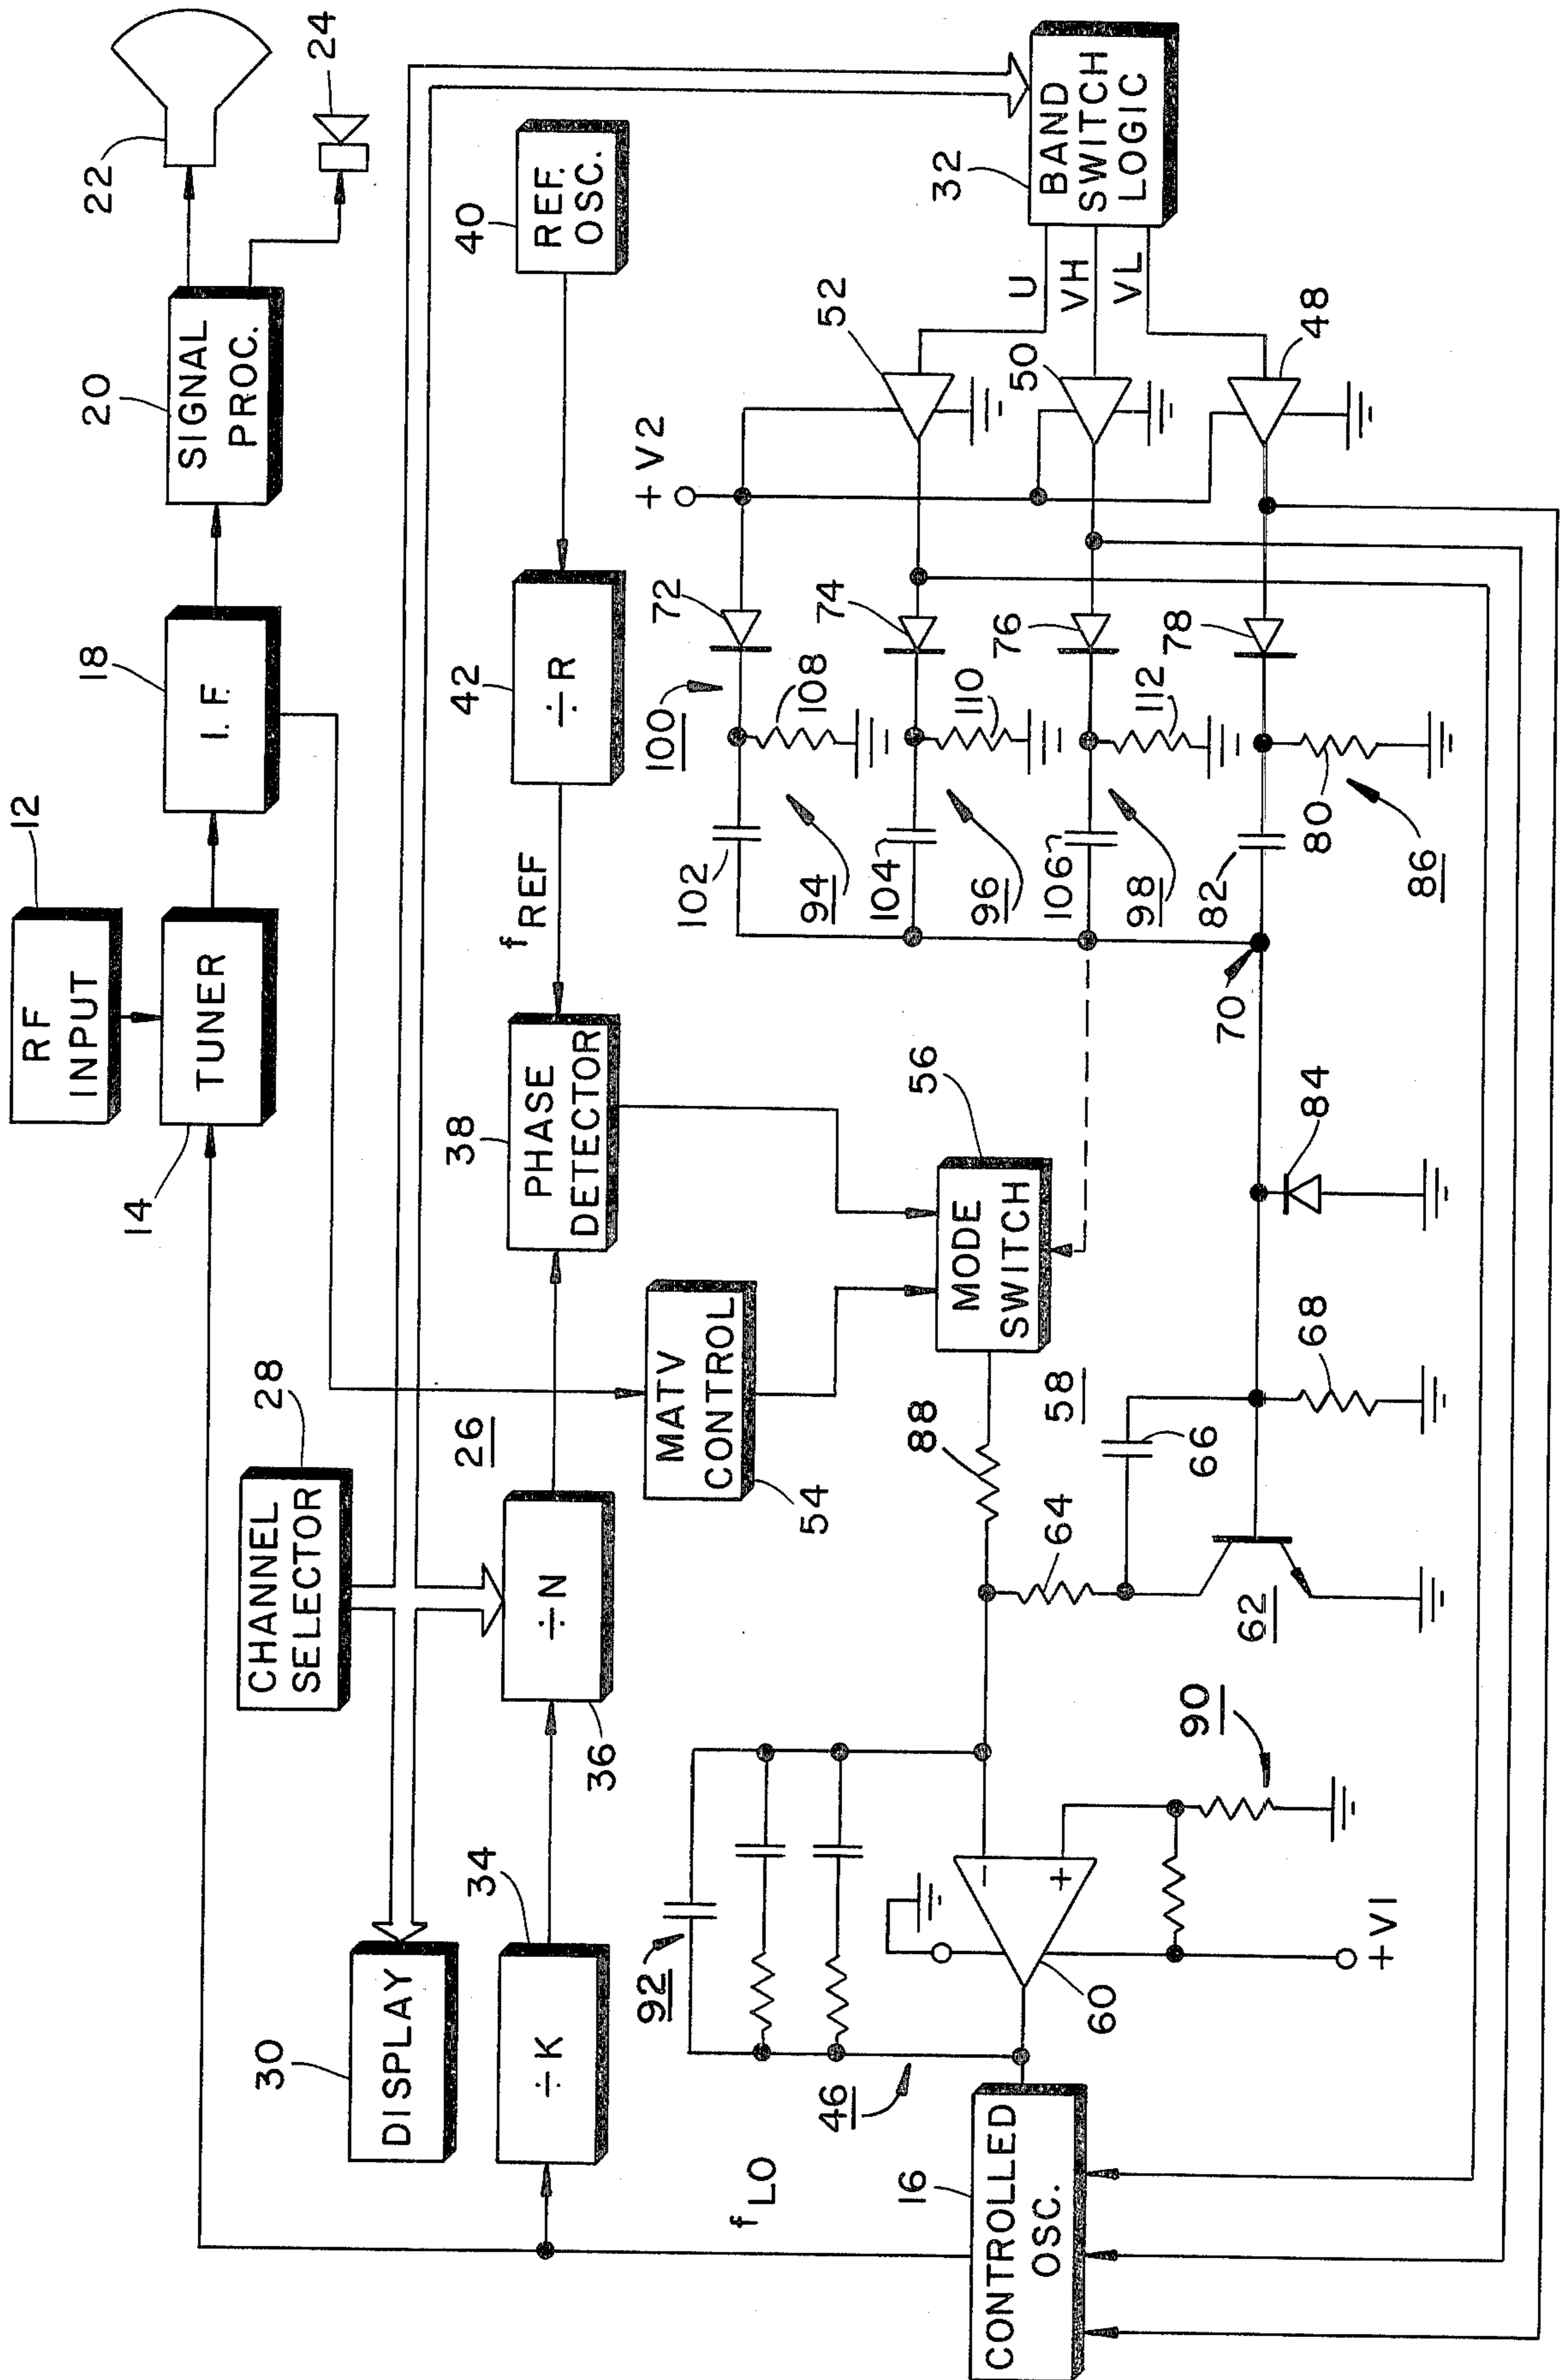 RF
INPUT
12
TUNER
14
I. F.
18
SIGNAL
PROC.
20
22
24
CHANNEL
SELECTOR
28
DISPLAY
30
÷K
34
÷N
36
26
PHASE
DETECTOR
38
fREF
÷R
42
REF.
OSC.
40
MATV
CONTROL
54
MODE
SWITCH
56
BAND
SWITCH
LOGIC
32
U
VH
VL
52
50
48
+ V2
72
74
76
78
100
108
110
112
80
86
102
104
106
82
94
96
98
70
84
58
88
64
66
68
62
90
92
60
+VI
46
fLO
CONTROLLED
OSC.
16